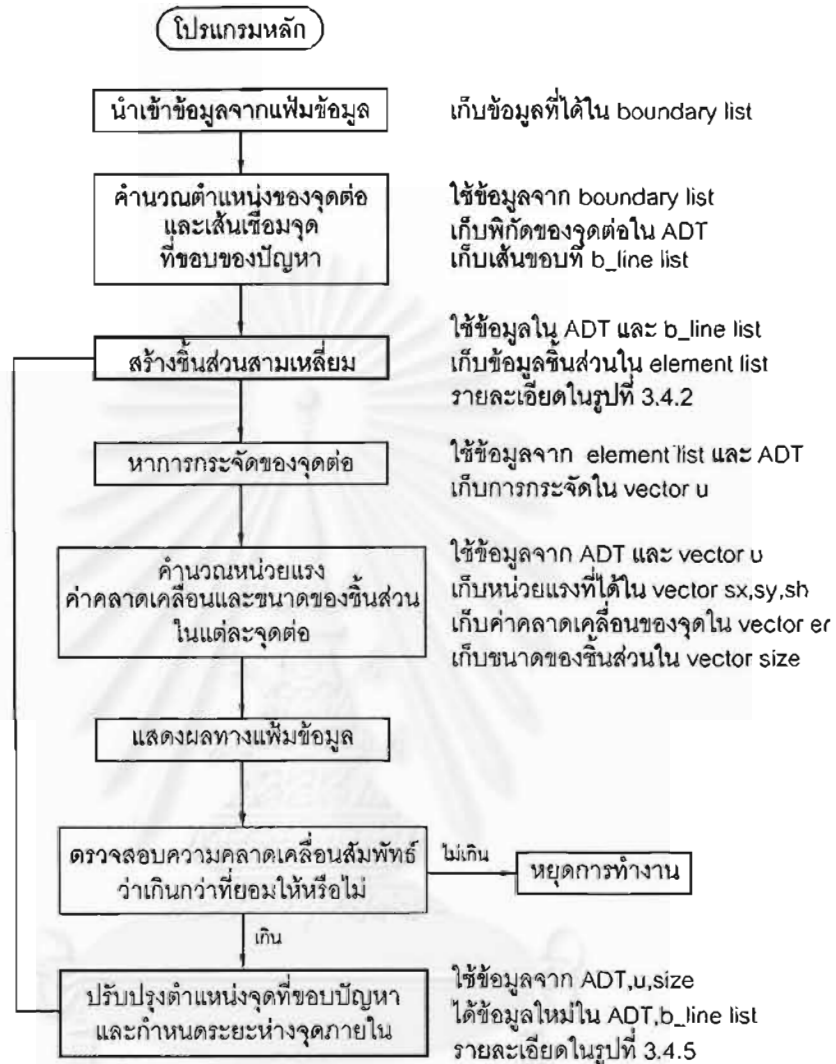 โปรแกรมหลัก
นำเข้าข้อมูลจากแฟ้มข้อมูล
เก็บข้อมูลที่ได้ใน boundary list
คำนวณตำแหน่งของจุดต่อ
และเส้นเชื่อมจุด
ที่ขอบของปัญหา
ใช้ข้อมูลจาก boundary list
เก็บพิกัดของจุดต่อใน ADT
เก็บเส้นขอบที่ b_line list
สร้างชิ้นส่วนสามเหลี่ยม
ใช้ข้อมูลใน ADT และ b_line list
เก็บข้อมูลชิ้นส่วนใน element list
รายละเอียดในรูปที่ 3.4.2
หาการกระจัดของจุดต่อ
ใช้ข้อมูลจาก element list และ ADT
เก็บการกระจัดใน vector u
คำนวณหน่วยแรง
ค่าคลาดเคลื่อนและขนาดของชิ้นส่วน
ในแต่ละจุดต่อ
ใช้ข้อมูลจาก ADT และ vector u
เก็บหน่วยแรงที่ได้ใน vector sx,sy,sh
เก็บค่าคลาดเคลื่อนของจุดใน vector er
เก็บขนาดของชิ้นส่วนใน vector size
แสดงผลทางแฟ้มข้อมูล
ตรวจสอบความคลาดเคลื่อนสัมพัทธ์
ว่าเกินกว่าที่ยอมให้หรือไม่
ไม่เกิน
หยุดการทำงาน
เกิน
ปรับปรุงตำแหน่งจุดที่ขอบปัญหา
และกำหนดระยะห่างจุดภายใน
ใช้ข้อมูลจาก ADT,u,size
ได้ข้อมูลใหม่ใน ADT,b_line list
รายละเอียดในรูปที่ 3.4.5